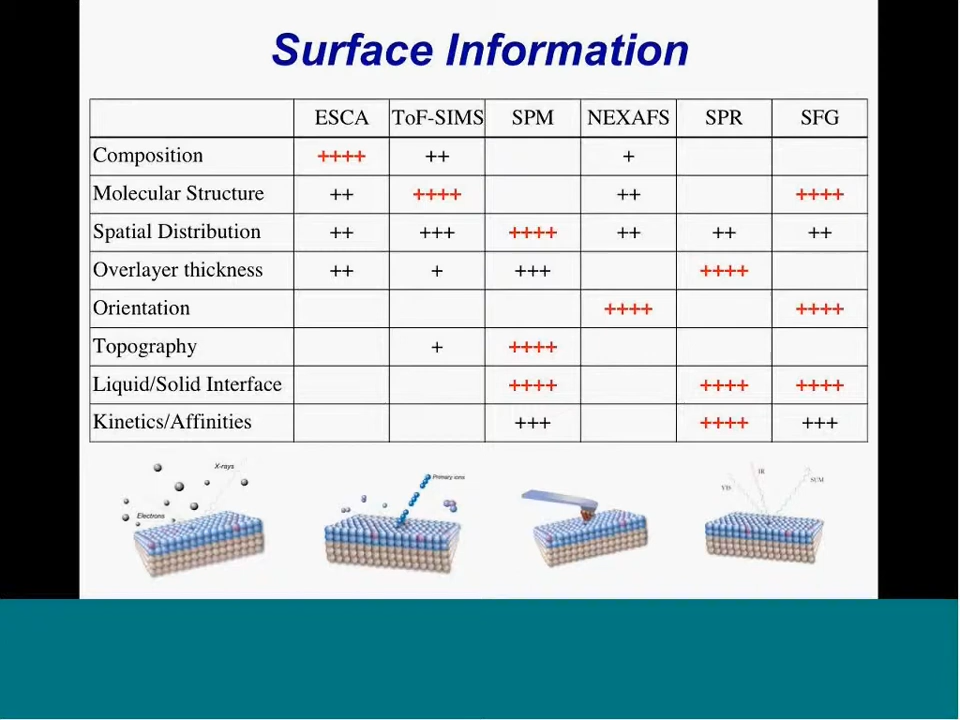 Surface Information
ESCA ToF-SIMS SPM NEXAFS SPR SFG
Composition ++++ ++ +
Molecular Structure ++ ++++ ++ ++++
Spatial Distribution ++ +++ ++++ ++ ++ ++
Overlayer thickness ++ + +++ ++++
Orientation ++++ ++++
Topography + ++++
Liquid/Solid Interface ++++ ++++ ++++
Kinetics/Affinities +++ ++++ +++
X-rays
Electrons
Primary ions
VIS
IR
SUM